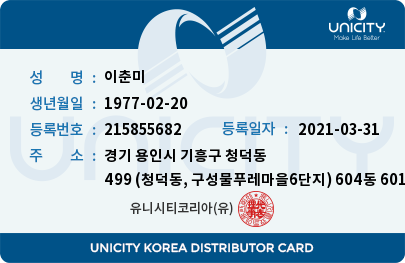 UNICITY
Make Life Better
성 명 : 이춘미
생년월일 : 1977-02-20
등록번호 : 215855682 등록일자 : 2021-03-31
주 소 : 경기 용인시 기흥구 청덕동
499 (청덕동, 구성물푸레마을6단지) 604동 601
유니시티코리아(유)
UNICITY KOREA DISTRIBUTOR CARD